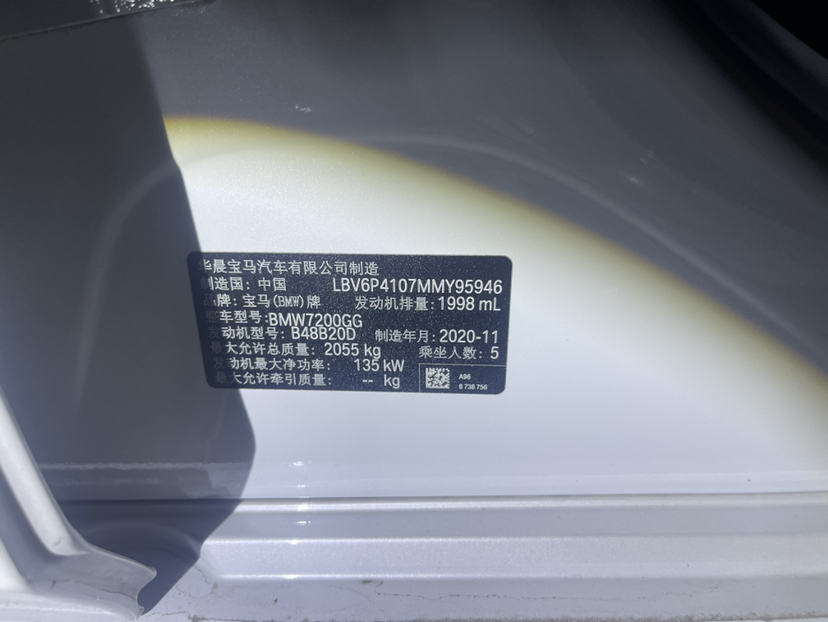 华晨宝马汽车有限公司制造
制造国: 中国 LBV6P4107MMY95946
品牌: 宝马(BMW)牌 发动机排量: 1998 mL
整车型号: BMW7200GG
发动机型号: B48B20D 制造年月: 2020-11
最大允许总质量: 2055 kg 乘坐人数: 5
发动机最大净功率: 135 kW
最大允许牵引质量: -- kg
A96
8 738 756